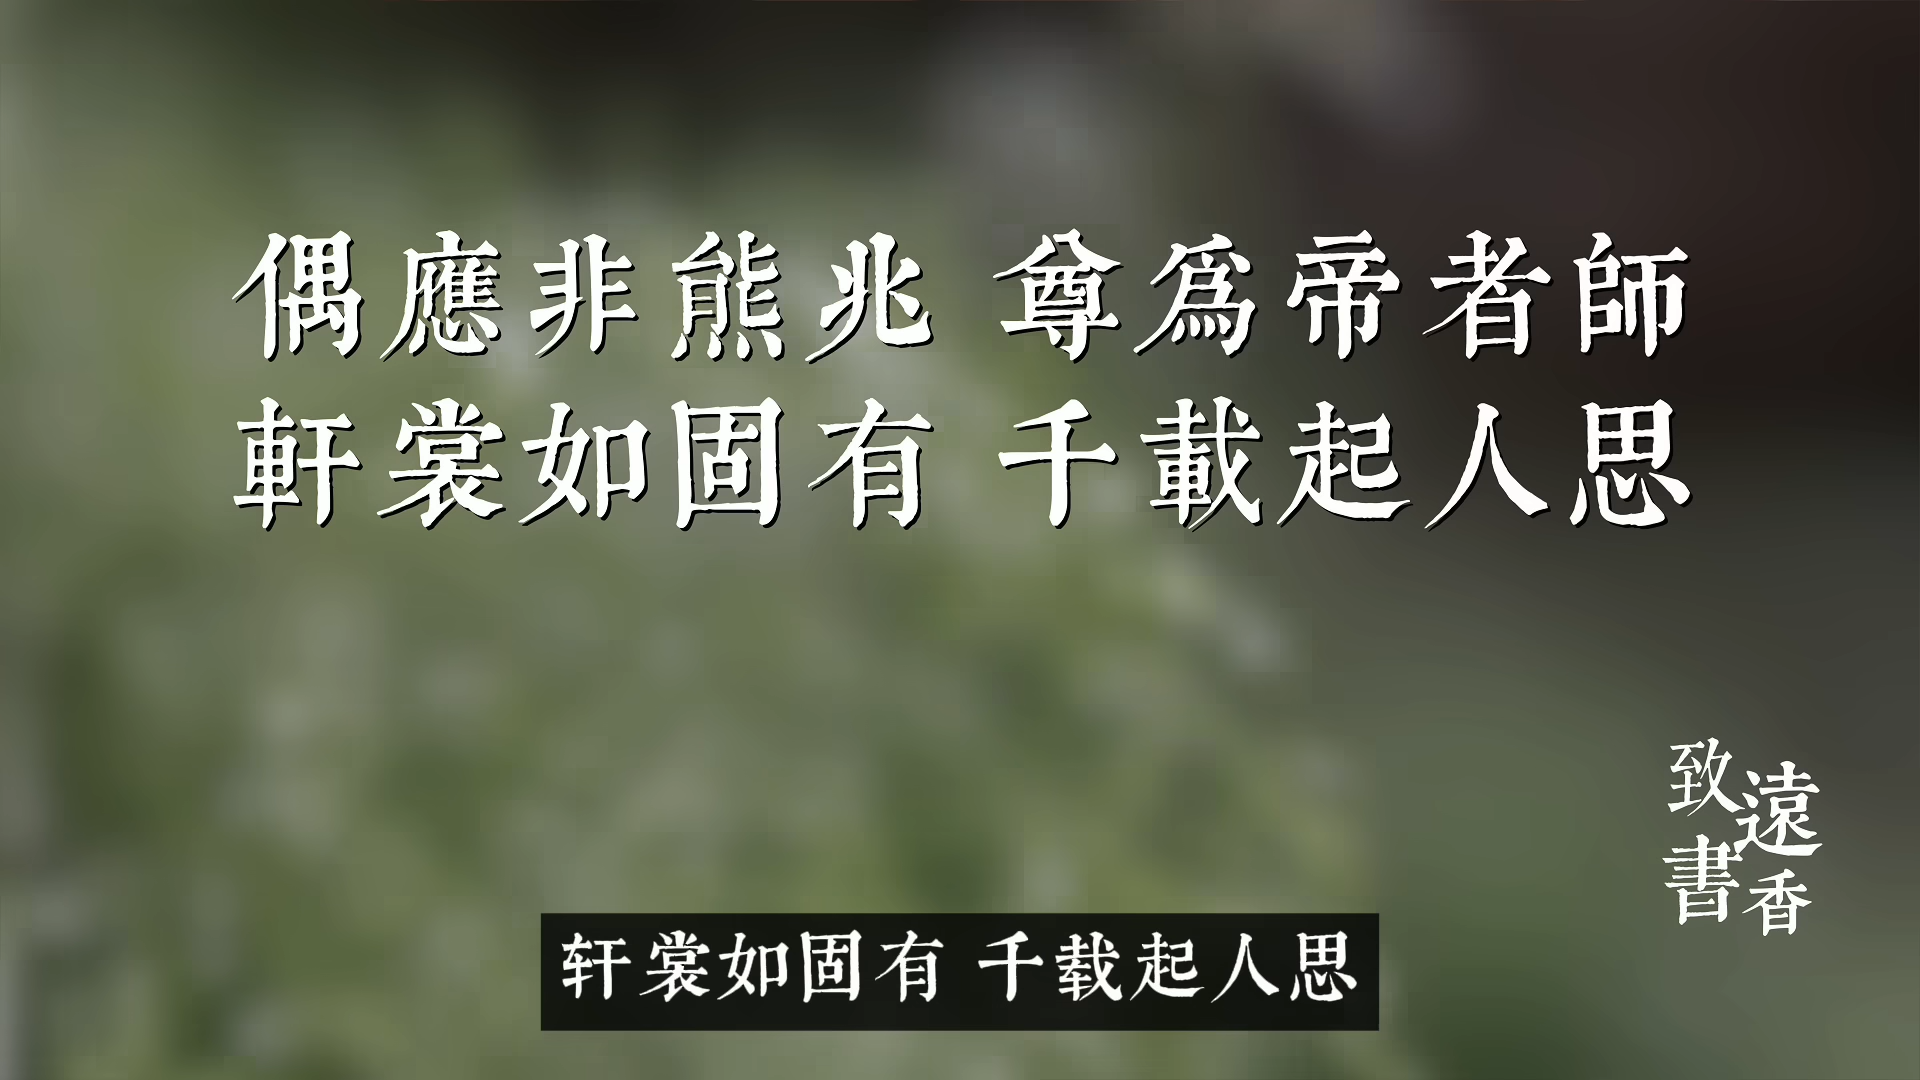 偶應非熊兆 尊爲帝者師
軒裳如固有 千載起人思
致遠
書香
轩裳如固有 千载起人思